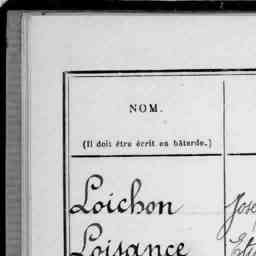 NOM.
(Il doit être écrit en bâtarde.)
Loichon
Loisance